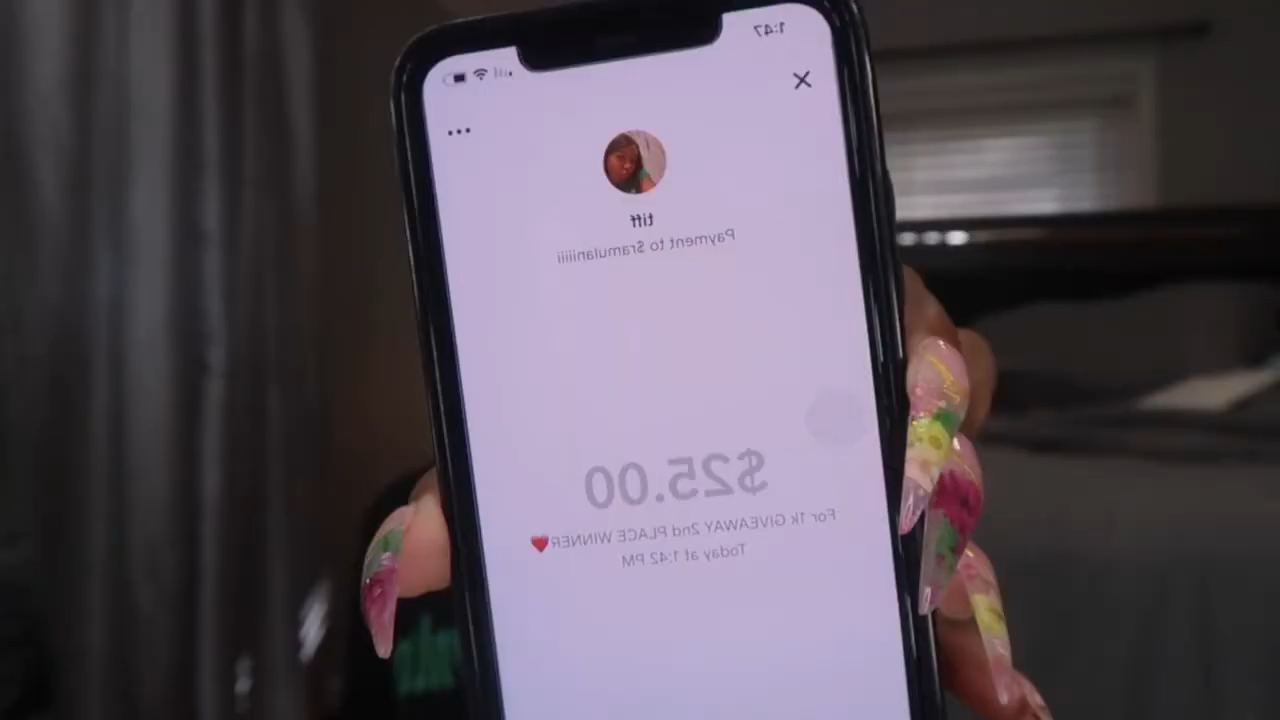 1:47
tiff
Payment to $ramulaniiiii
$25.00
For 1k GIVEAWAY 2nd PLACE WINNER❤️
Today at 1:42 PM